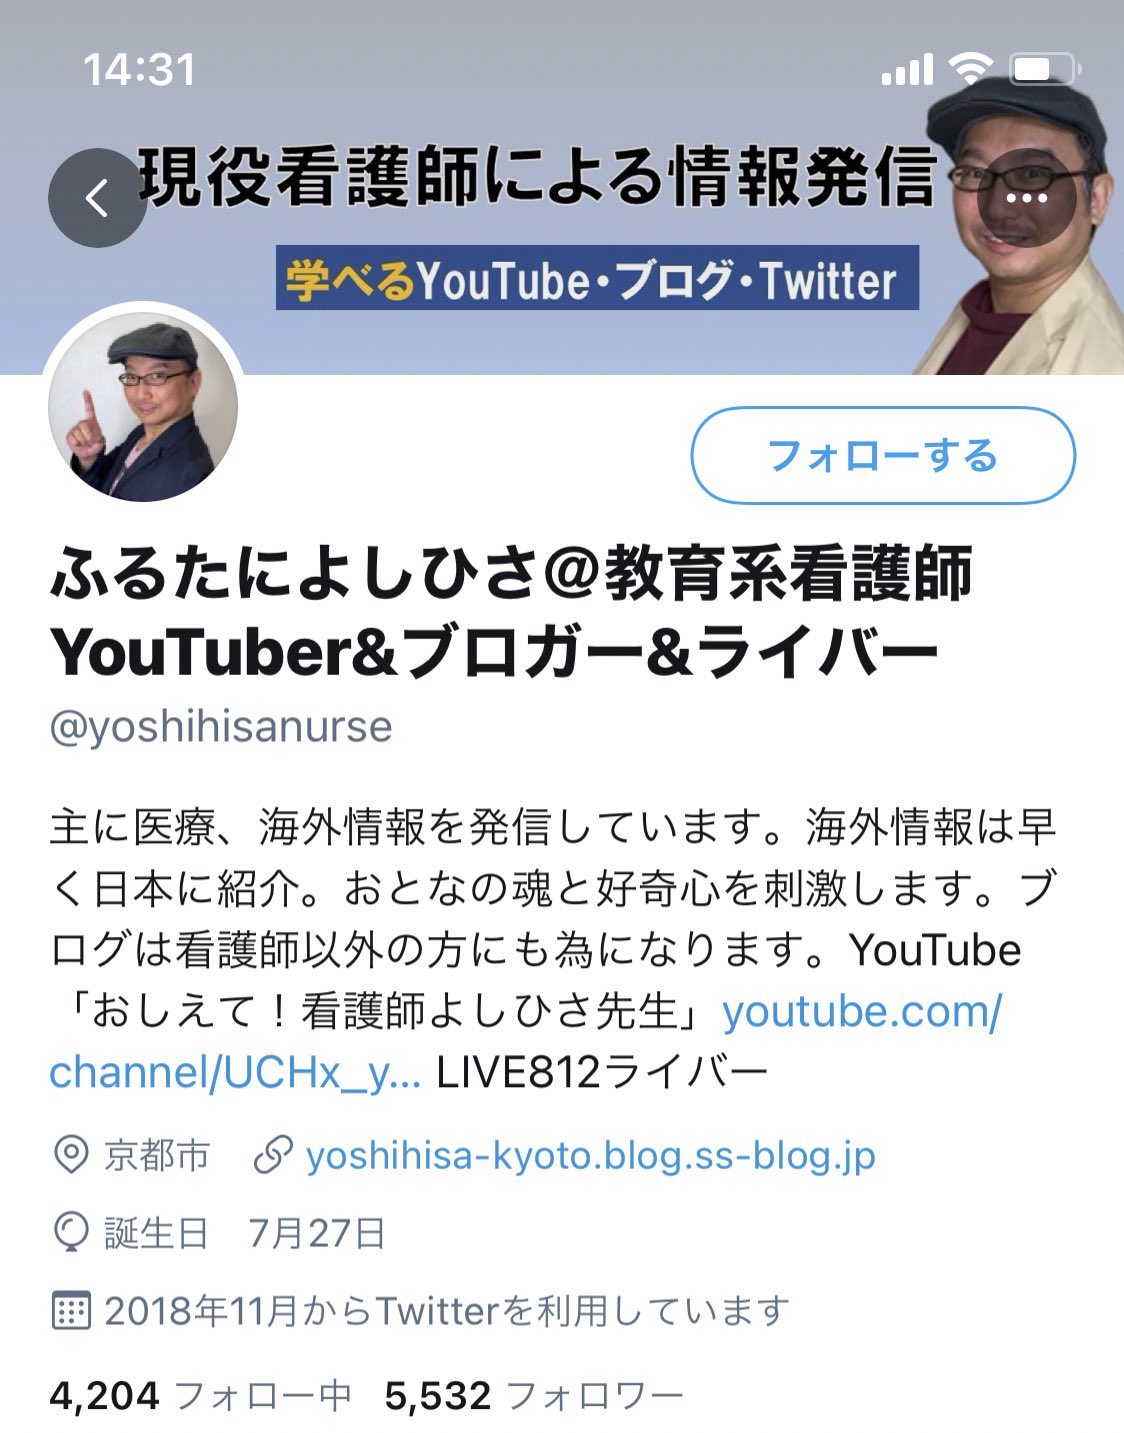 14:31
現役看護師による情報発信
学べるYouTube・ブログ・Twitter
フォローする
ふるたによしひさ@教育系看護師
YouTuber&ブロガー&ライバー
@yoshihisanurse
主に医療、海外情報を発信しています。海外情報は早
く日本に紹介。おとなの魂と好奇心を刺激します。ブ
ログは看護師以外の方にも為になります。YouTube
「おしえて！看護師よしひさ先生」youtube.com/
channel/UCHx_y… LIVE812ライバー
京都市 yoshihisa-kyoto.blog.ss-blog.jp
誕生日 7月27日
2018年11月からTwitterを利用しています
4,204 フォロー中 5,532 フォロワー